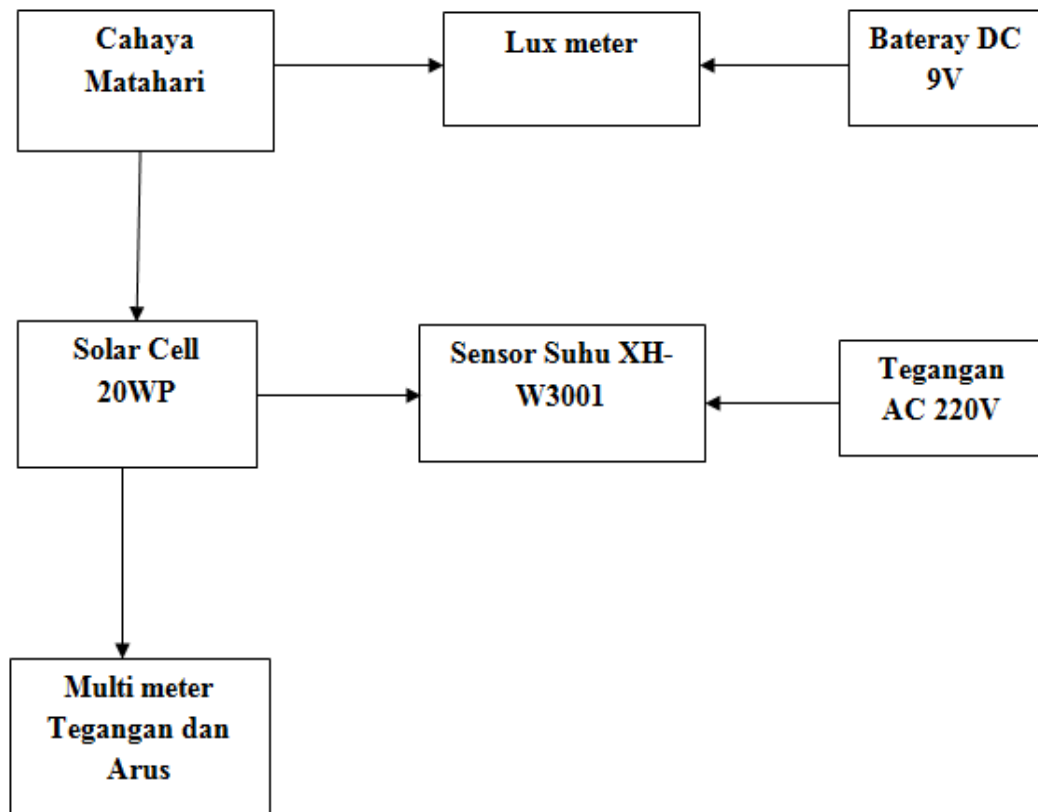 Cahaya
Matahari
Lux meter
Bateray DC
9V
Solar Cell
20WP
Sensor Suhu XH-
W3001
Tegangan
AC 220V
Multi meter
Tegangan dan
Arus